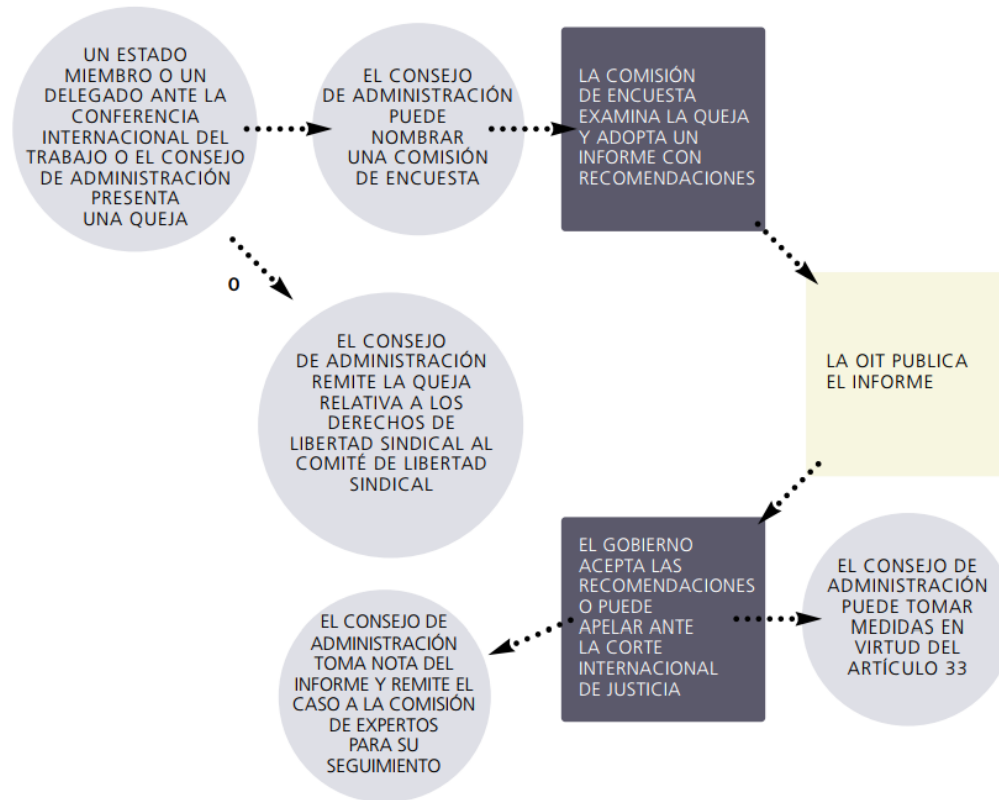 UN ESTADO
MIEMBRO O UN
DELEGADO ANTE LA
CONFERENCIA
INTERNACIONAL DEL
TRABAJO O EL CONSEJO
DE ADMINISTRACIÓN
PRESENTA
UNA QUEJA
EL CONSEJO
DE ADMINISTRACIÓN
PUEDE
NOMBRAR
UNA COMISIÓN
DE ENCUESTA
LA COMISIÓN
DE ENCUESTA
EXAMINA LA QUEJA
Y ADOPTA UN
INFORME CON
RECOMENDACIONES
O
EL CONSEJO
DE ADMINISTRACIÓN
REMITE LA QUEJA
RELATIVA A LOS
DERECHOS DE
LIBERTAD SINDICAL AL
COMITÉ DE LIBERTAD
SINDICAL
LA OIT PUBLICA
EL INFORME
EL GOBIERNO
ACEPTA LAS
RECOMENDACIONES
O PUEDE
APELAR ANTE
LA CORTE
INTERNACIONAL
DE JUSTICIA
EL CONSEJO DE
ADMINISTRACIÓN
PUEDE TOMAR
MEDIDAS EN
VIRTUD DEL
ARTÍCULO 33
EL CONSEJO DE
ADMINISTRACIÓN
TOMA NOTA DEL
INFORME Y REMITE EL
CASO A LA COMISIÓN
DE EXPERTOS
PARA SU
SEGUIMIENTO